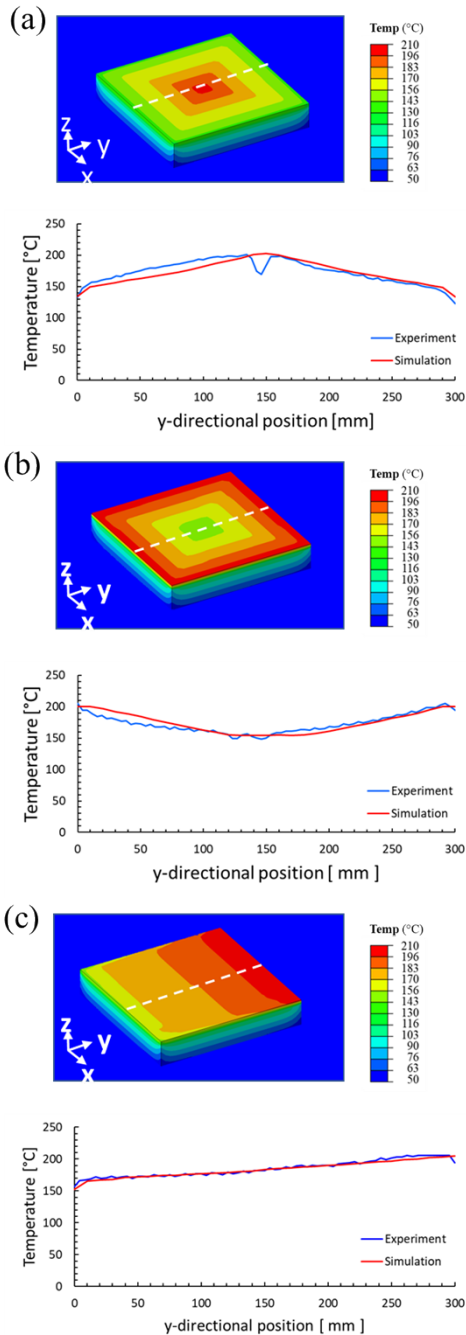 (a)
Temp (°C)
210
196
183
170
156
143
130
116
103
90
76
63
50
z
y
x
Temperature [°C]
250
200
150
100
50
0
Experiment
Simulation
0 50 100 150 200 250 300
y-directional position [mm]
(b)
Temp (°C)
210
196
183
170
156
143
130
116
103
90
76
63
50
z
y
x
Temperature [°C]
250
200
150
100
50
0
Experiment
Simulation
0 50 100 150 200 250 300
y-directional position [ mm ]
(c)
Temp (°C)
210
196
183
170
156
143
130
116
103
90
76
63
50
z
y
x
Temperature [°C]
250
200
150
100
50
0
Experiment
Simulation
0 50 100 150 200 250 300
y-directional position [ mm ]